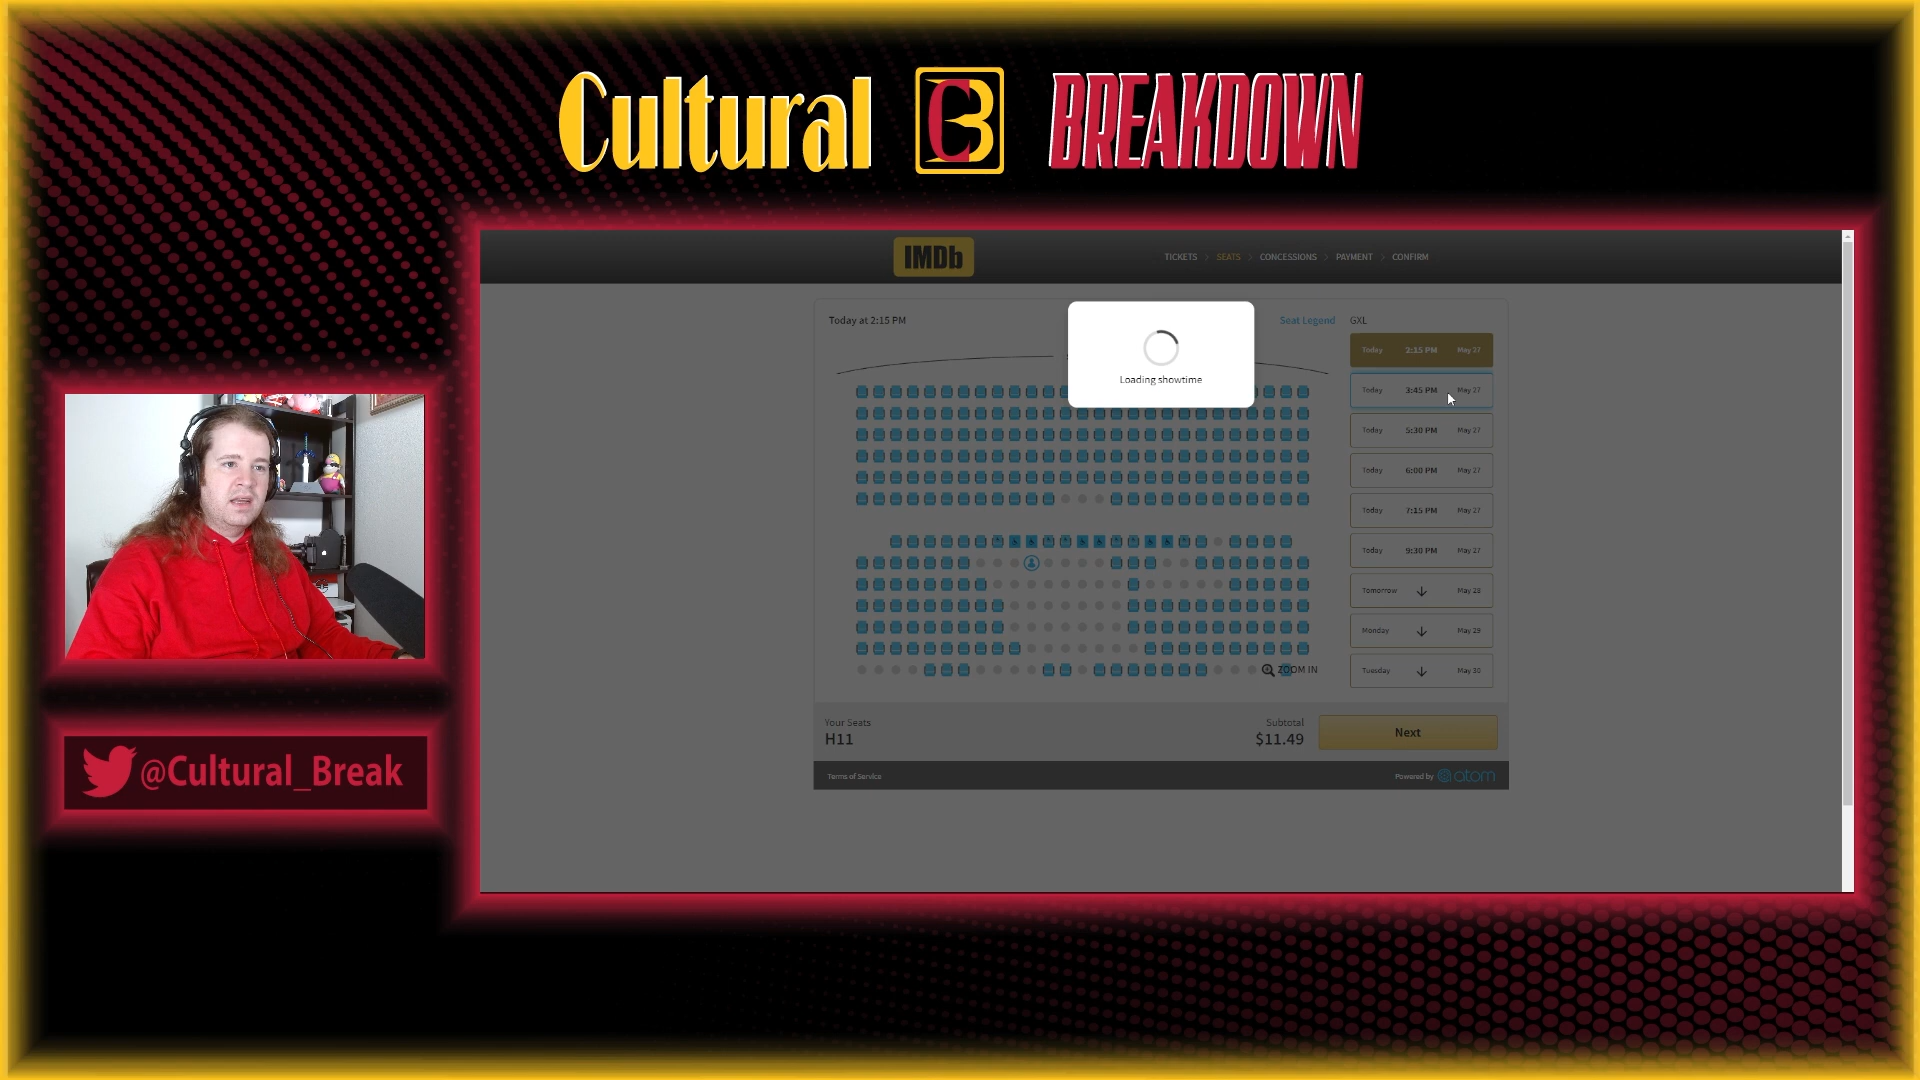 Cultural CB BREAKDOWN
IMDb
TICKETS > SEATS > CONCESSIONS > PAYMENT > CONFIRM
Today at 2:15 PM
Seat Legend
GXL
Loading showtime
Today 2:15 PM May 27
Today 3:45 PM May 27
Today 5:30 PM May 27
Today 6:00 PM May 27
Today 7:15 PM May 27
Today 9:30 PM May 27
Tomorrow May 28
Monday May 29
Tuesday May 30
ZOOM IN
Your Seats
H11
Subtotal
$11.49
Next
Terms of Service
Powered by atom
@Cultural_Break